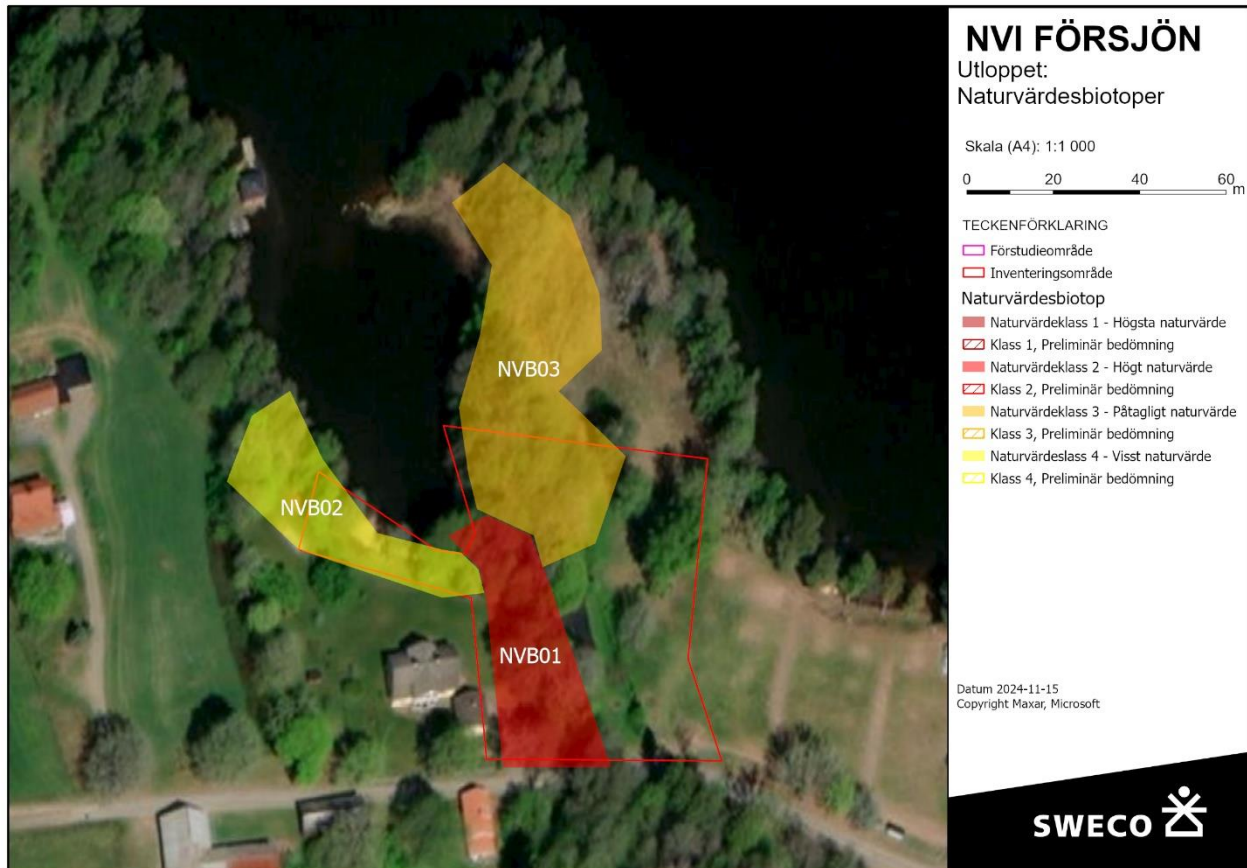 NVI FÖRSJÖN
Utloppet:
Naturvärdesbiotoper
Skala (A4): 1:1 000
0 20 40 60
m
TECKENFÖRKLARING
Förstudieområde
Inventeringsområde
Naturvärdesbiotop
Naturvärdeklass 1 - Högsta naturvärde
Klass 1, Preliminär bedömning
Naturvärdeklass 2 - Högt naturvärde
Klass 2, Preliminär bedömning
Naturvärdeklass 3 - Påtagligt naturvärde
Klass 3, Preliminär bedömning
Naturvärdeslass 4 - Visst naturvärde
Klass 4, Preliminär bedömning
NVB03
NVB02
NVB01
Datum 2024-11-15
Copyright Maxar, Microsoft
SWECO